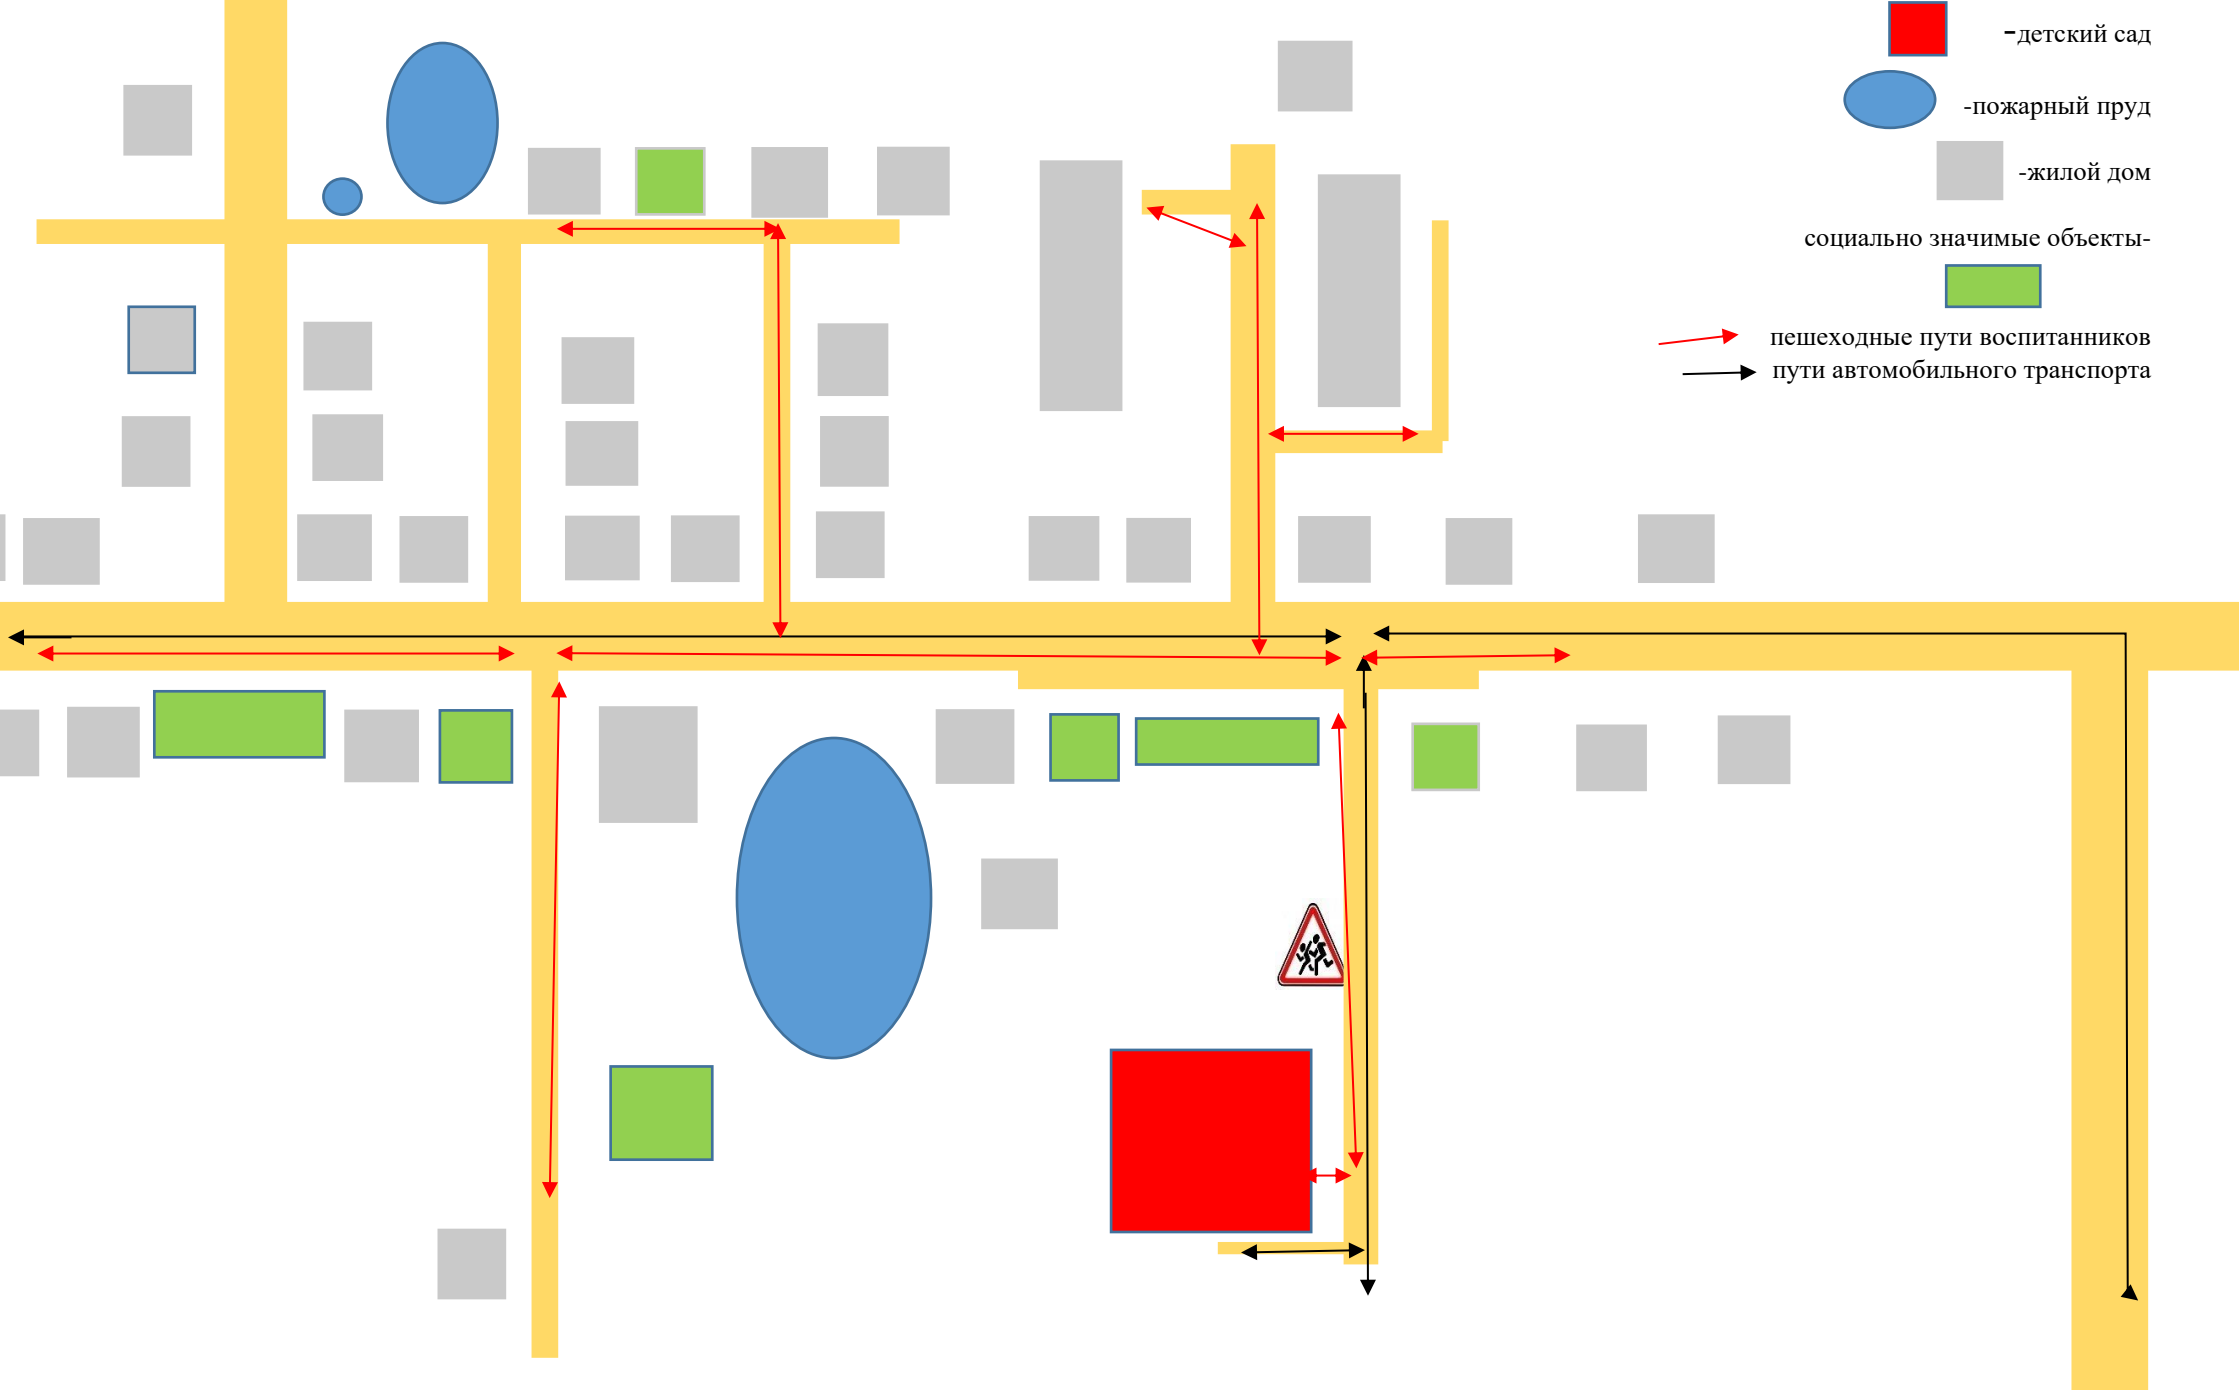 -детский сад
-пожарный пруд
-жилой дом
социально значимые объекты-
пешеходные пути воспитанников
пути автомобильного транспорта